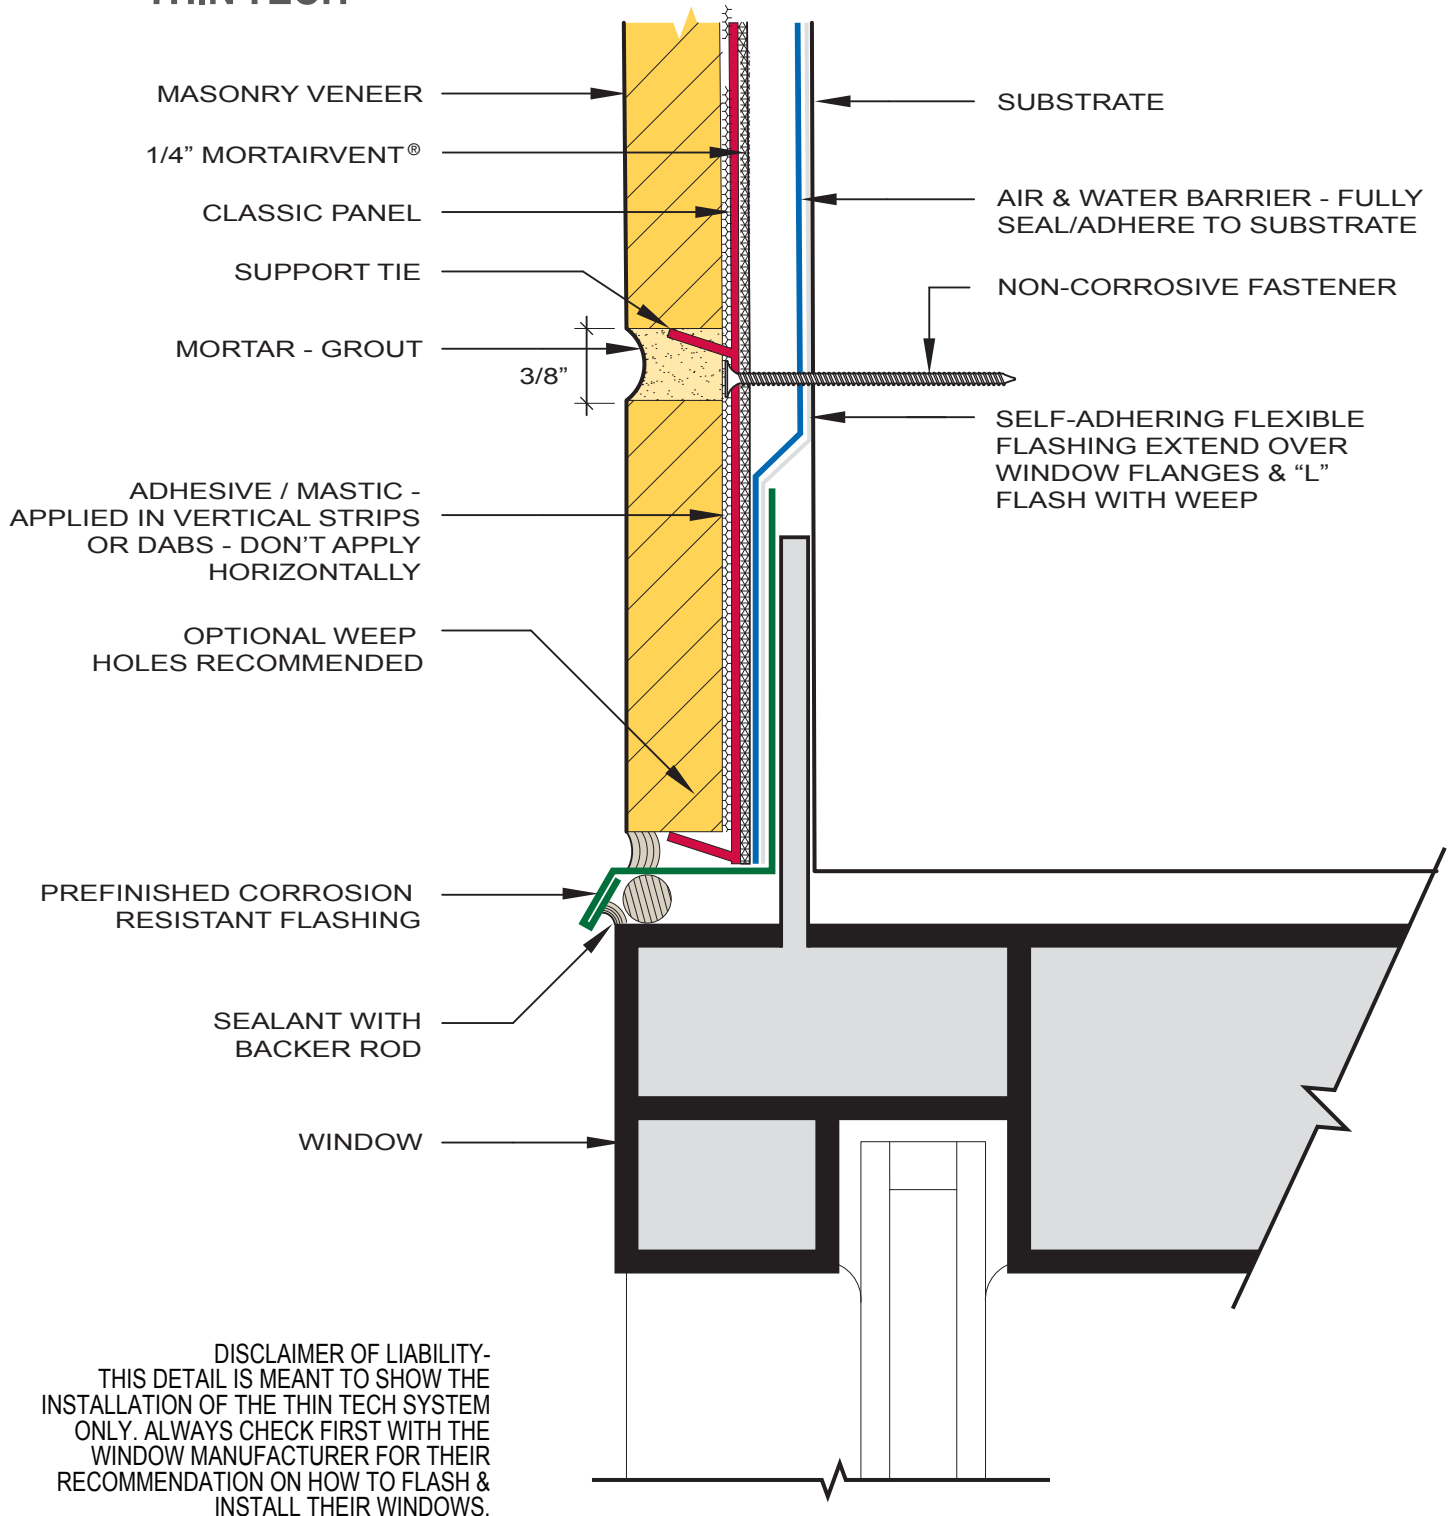 THIN TECH
MASONRY VENEER
1/4” MORTAIRVENT®
CLASSIC PANEL
SUPPORT TIE
MORTAR - GROUT
3/8”
ADHESIVE / MASTIC -
APPLIED IN VERTICAL STRIPS
OR DABS - DON’T APPLY
HORIZONTALLY
OPTIONAL WEEP
HOLES RECOMMENDED
PREFINISHED CORROSION
RESISTANT FLASHING
SEALANT WITH
BACKER ROD
WINDOW
SUBSTRATE
AIR & WATER BARRIER - FULLY
SEAL/ADHERE TO SUBSTRATE
NON-CORROSIVE FASTENER
SELF-ADHERING FLEXIBLE
FLASHING EXTEND OVER
WINDOW FLANGES & “L”
FLASH WITH WEEP
DISCLAIMER OF LIABILITY-
THIS DETAIL IS MEANT TO SHOW THE
INSTALLATION OF THE THIN TECH SYSTEM
ONLY. ALWAYS CHECK FIRST WITH THE
WINDOW MANUFACTURER FOR THEIR
RECOMMENDATION ON HOW TO FLASH &
INSTALL THEIR WINDOWS.